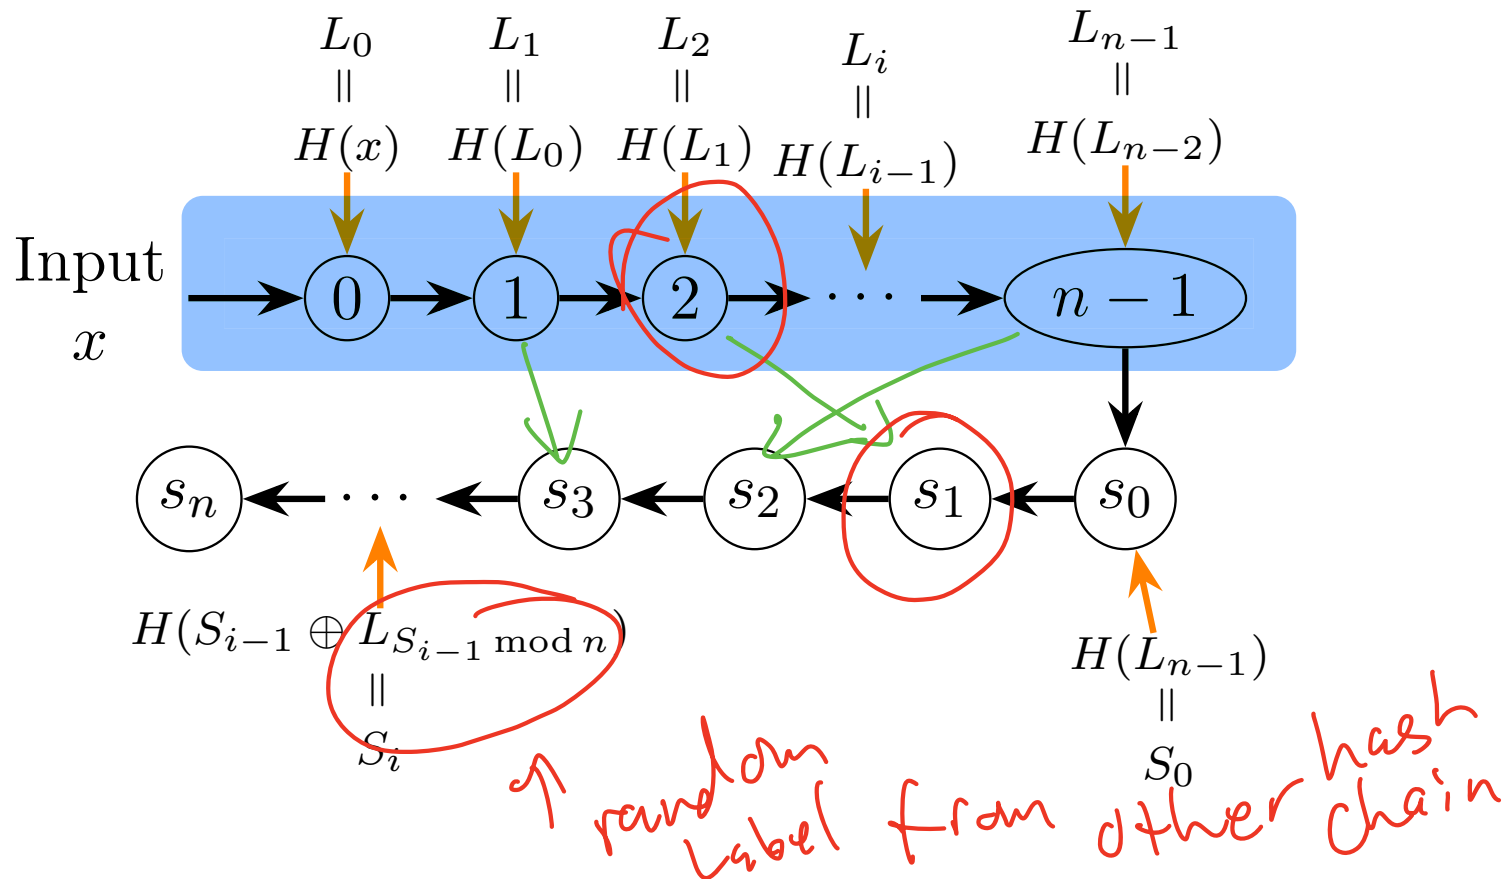 L_0 L_1 L_2 L_i L_{n-1}
= = = = =
H(x) H(L_0) H(L_1) H(L_{i-1}) H(L_{n-2})
Input
x
0 1 2 ··· n − 1
s_n ··· s_3 s_2 s_1 s_0
H(S_{i-1} ⊕ L_{S_{i-1} mod n}) H(L_{n-1})
= =
S_i S_0
random label from other hash chain